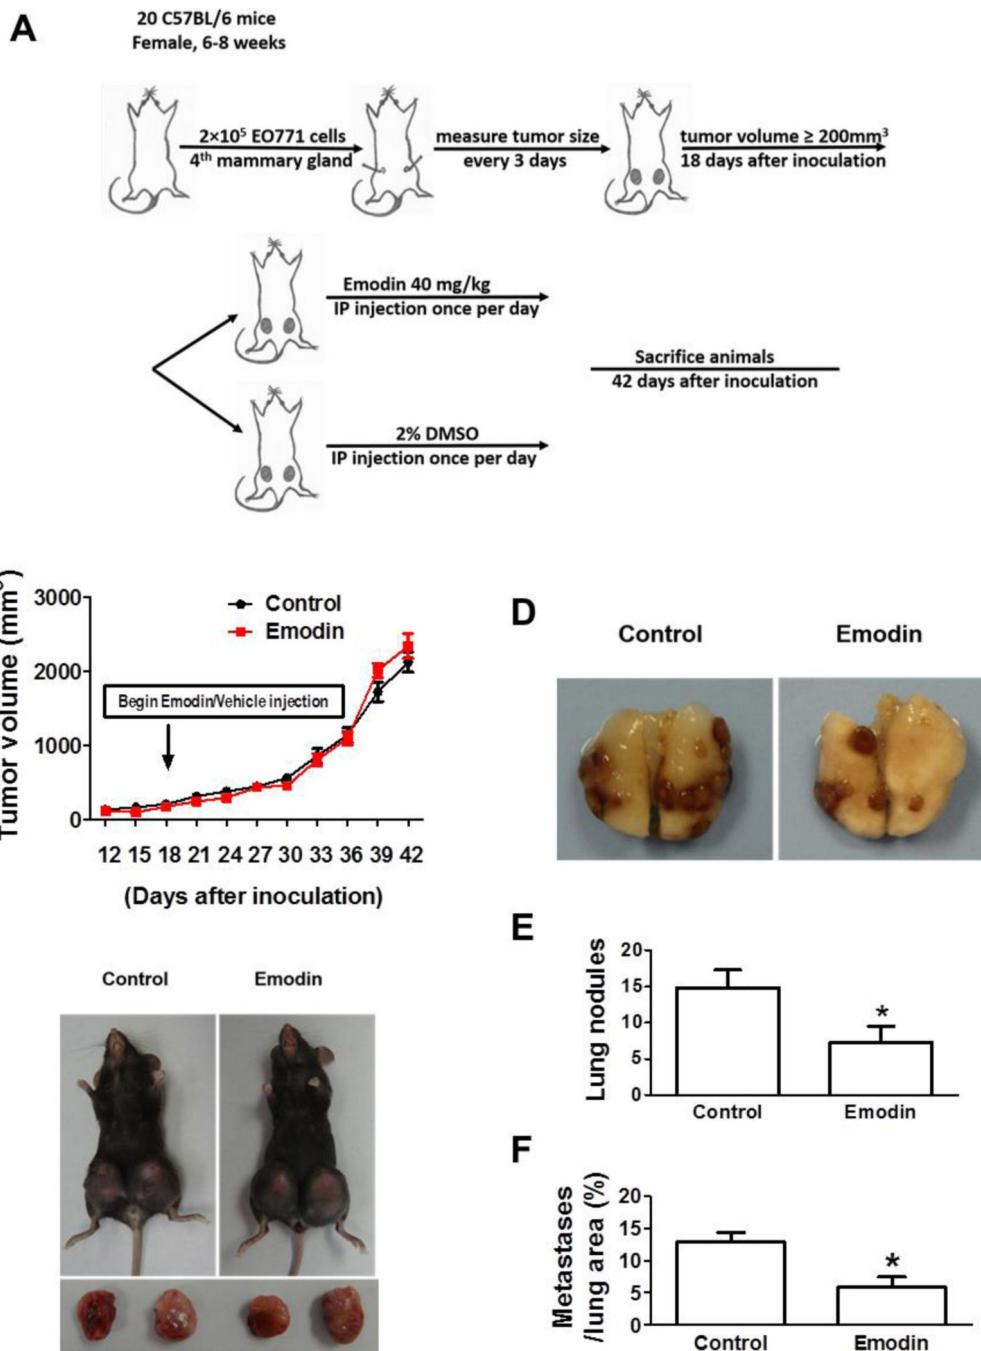 A
20 C57BL/6 mice
Female, 6-8 weeks
2×10⁵ EO771 cells
4th mammary gland
measure tumor size
every 3 days
tumor volume ≥ 200mm³
18 days after inoculation
Emodin 40 mg/kg
IP injection once per day
Sacrifice animals
42 days after inoculation
2% DMSO
IP injection once per day
Tumor volume (mm³)
3000
2000
1000
0
Control
Emodin
Begin Emodin/Vehicle injection
12 15 18 21 24 27 30 33 36 39 42
(Days after inoculation)
Control
Emodin
D
Control
Emodin
E
Lung nodules
20
15
10
5
0
*
Control
Emodin
F
Metastases
/lung area (%)
20
15
10
5
0
*
Control
Emodin